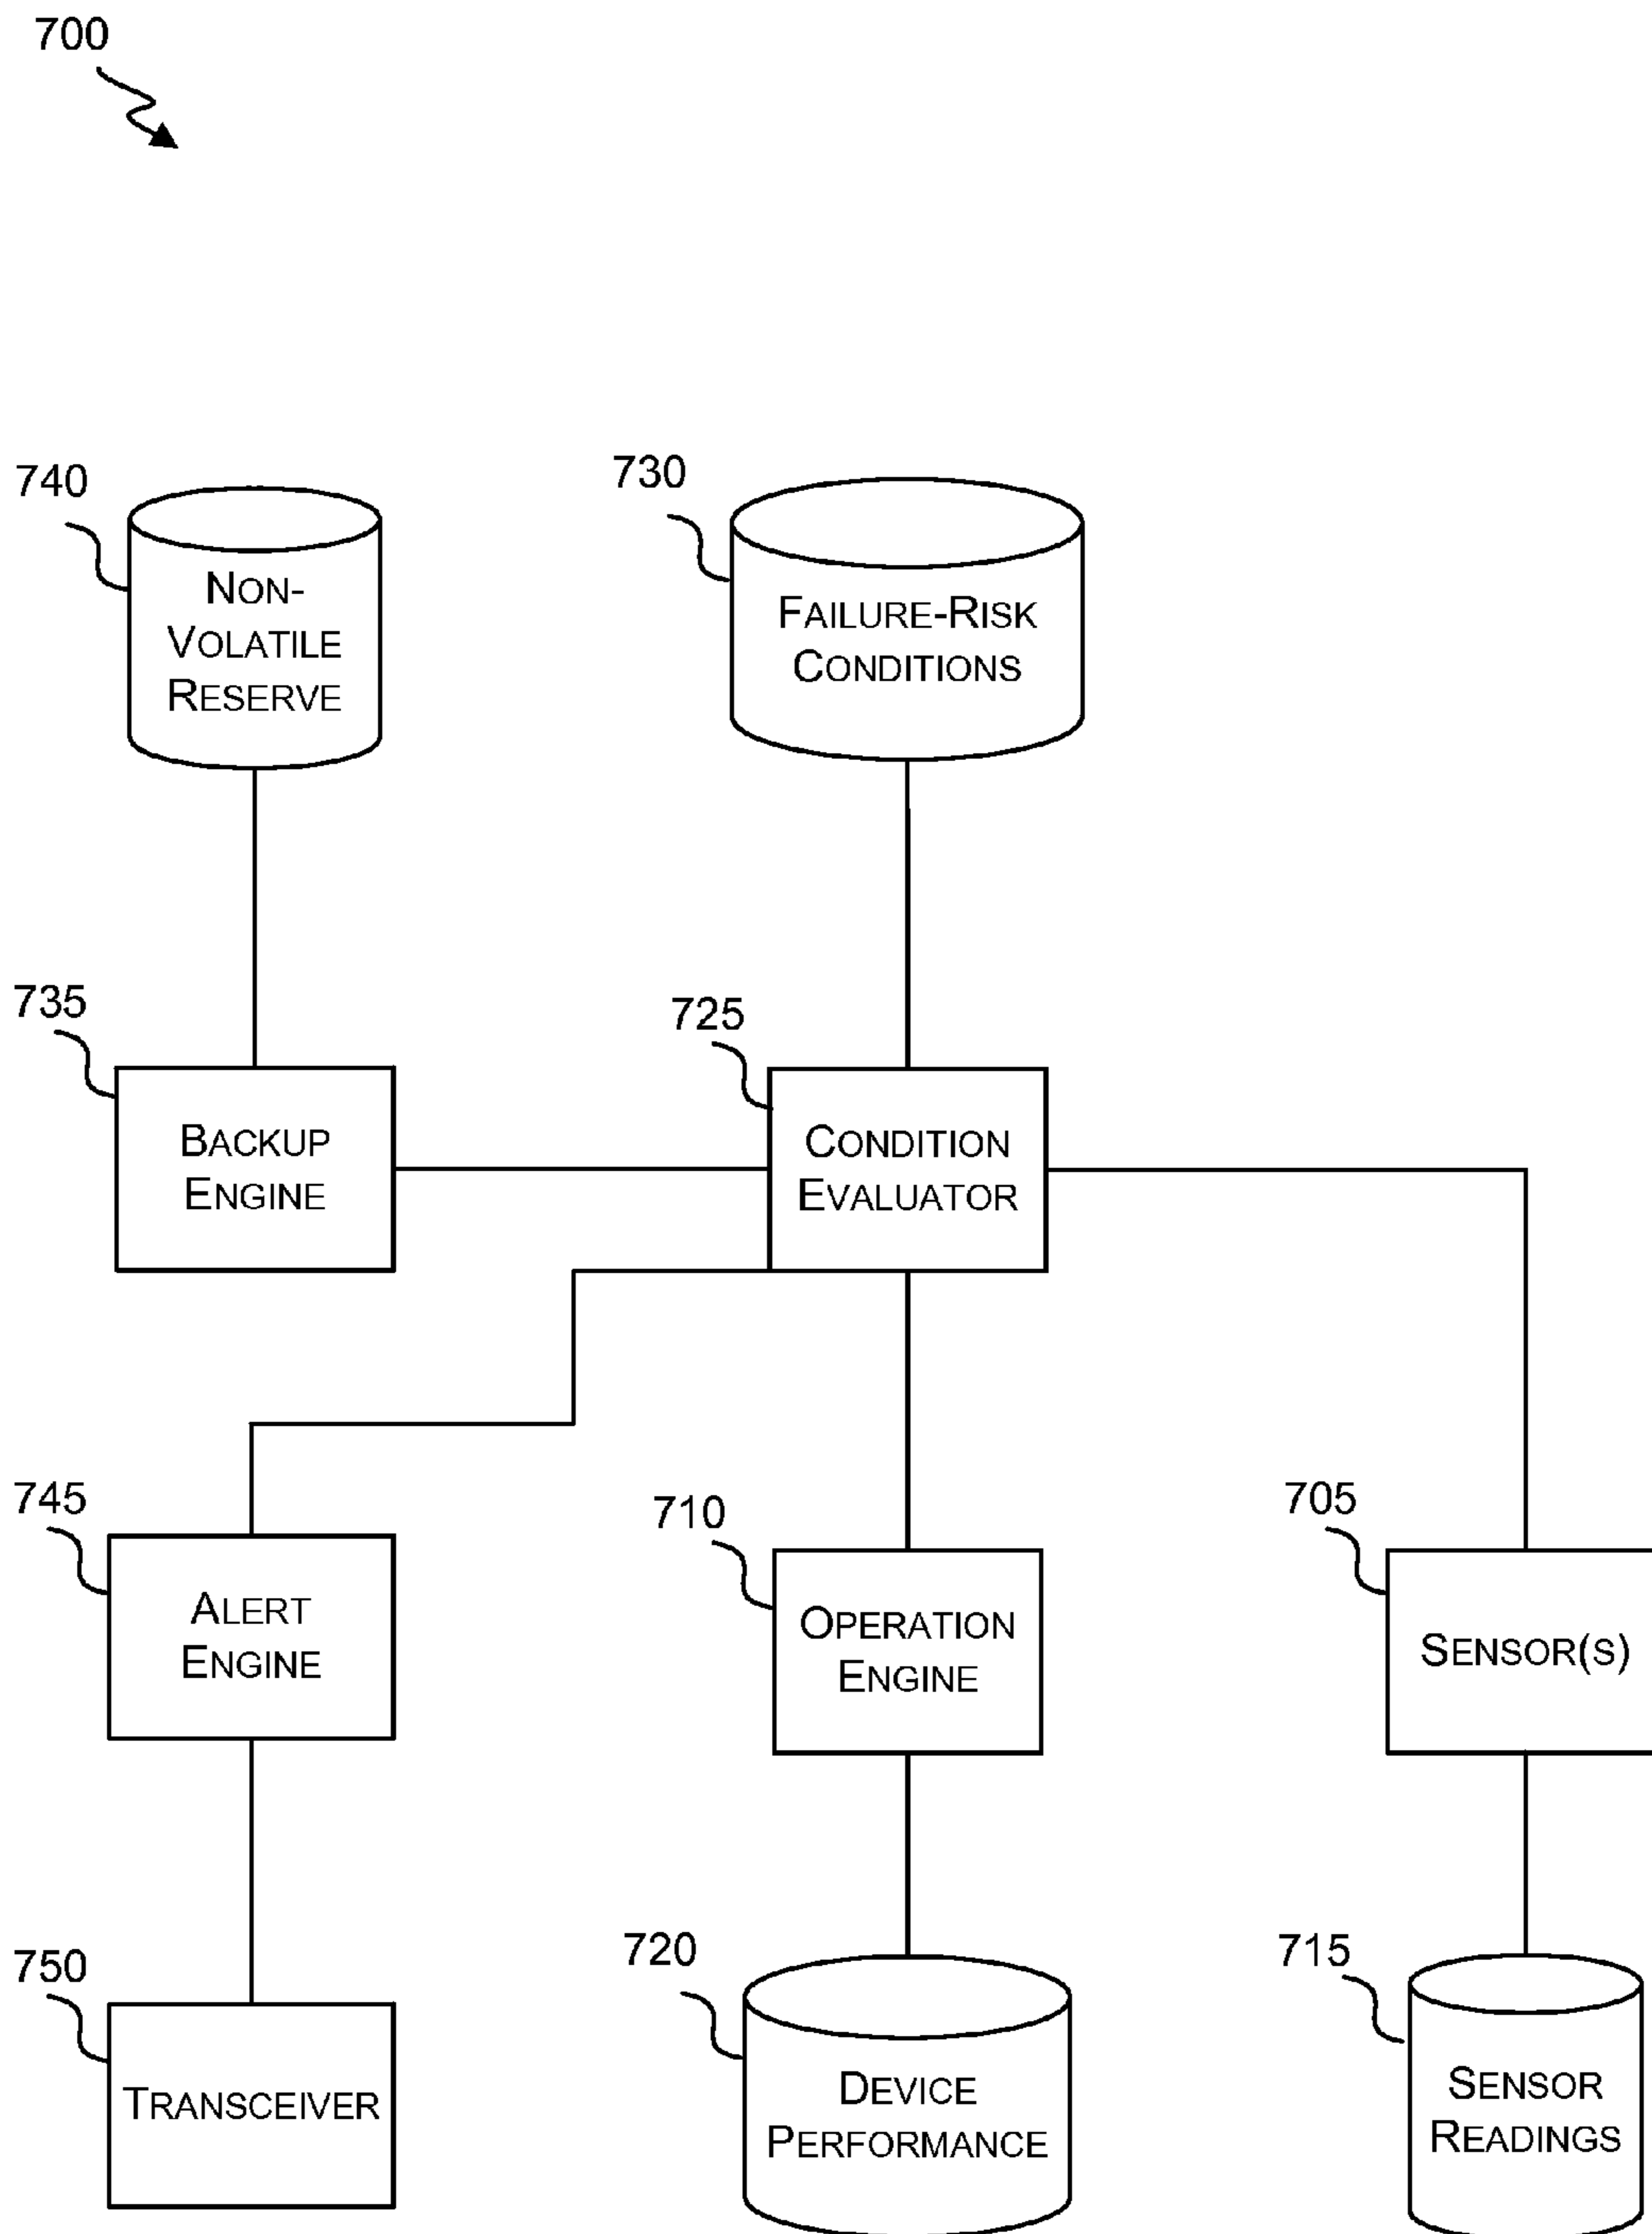 700
740
730
NON-
VOLATILE
RESERVE
FAILURE-RISK
CONDITIONS
735
725
BACKUP
ENGINE
CONDITION
EVALUATOR
745
710
705
ALERT
ENGINE
OPERATION
ENGINE
SENSOR(S)
750
720
715
TRANSCEIVER
DEVICE
PERFORMANCE
SENSOR
READINGS